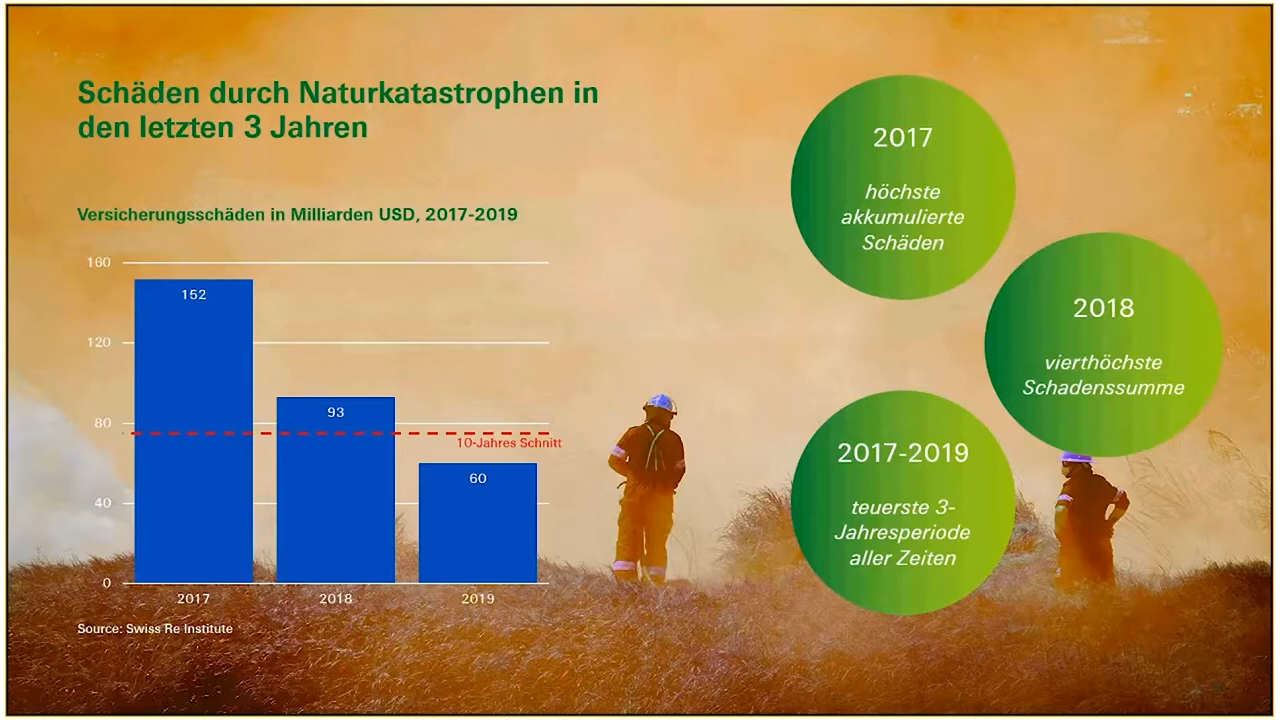 Schäden durch Naturkatastrophen in
den letzten 3 Jahren
Versicherungsschäden in Milliarden USD, 2017-2019
160
120
80
40
0
152
93
60
10-Jahres Schnitt
2017
2018
2019
Source: Swiss Re Institute
2017
höchste
akkumulierte
Schäden
2018
vierthöchste
Schadenssumme
2017-2019
teuerste 3-
Jahresperiode
aller Zeiten